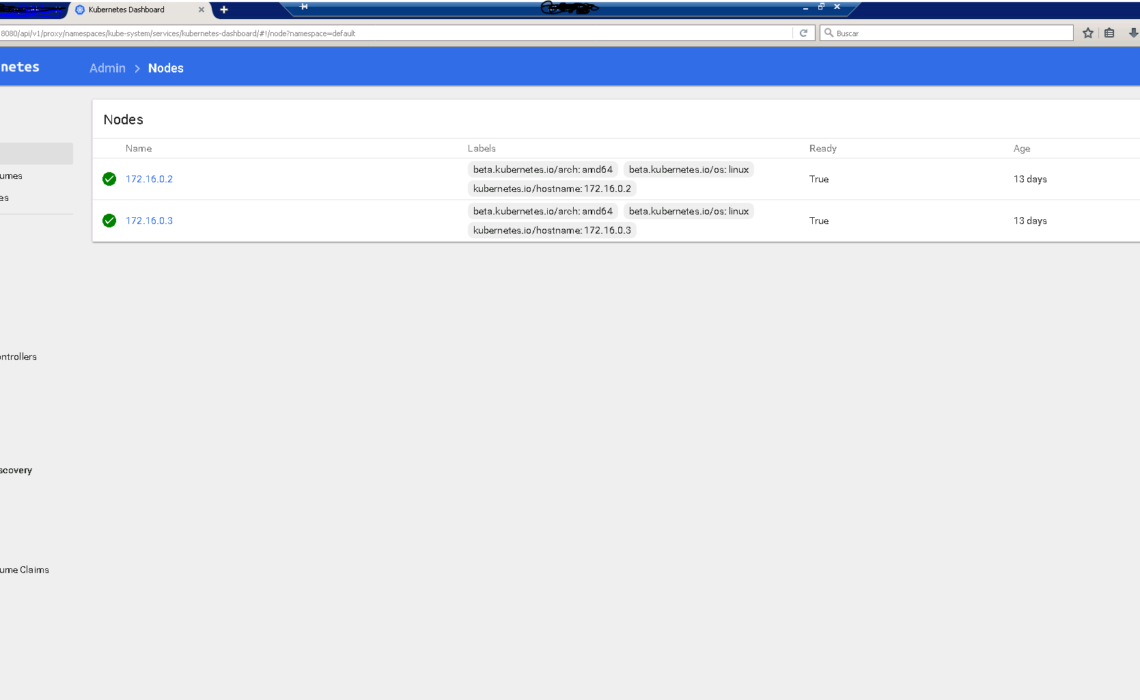 Kubernetes Dashboard
8080/api/v1/proxy/namespaces/kube-system/services/kubernetes-dashboard/#!/node?namespace=default
Buscar
netes
Admin > Nodes
Nodes
Name Labels Ready Age
172.16.0.2 beta.kubernetes.io/arch: amd64 beta.kubernetes.io/os: linux True 13 days
kubernetes.io/hostname: 172.16.0.2
172.16.0.3 beta.kubernetes.io/arch: amd64 beta.kubernetes.io/os: linux True 13 days
kubernetes.io/hostname: 172.16.0.3
umes
es
ontrollers
scovery
ume Claims